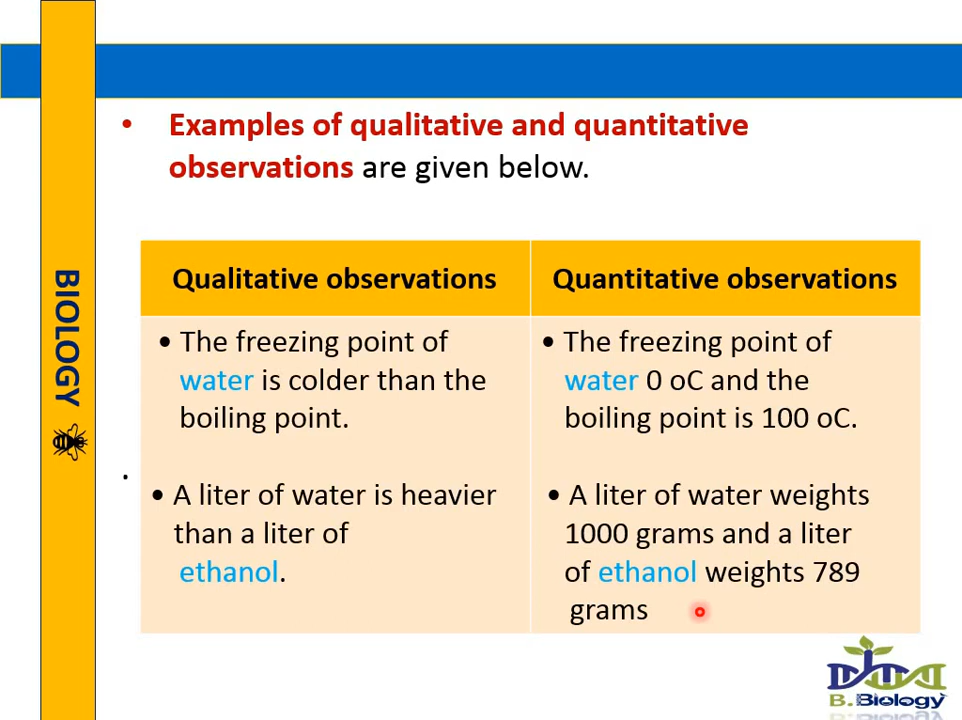 • Examples of qualitative and quantitative
observations are given below.
BIOLOGY
Qualitative observations
• The freezing point of
water is colder than the
boiling point.
• A liter of water is heavier
than a liter of
ethanol.
Quantitative observations
• The freezing point of
water 0 oC and the
boiling point is 100 oC.
• A liter of water weights
1000 grams and a liter
of ethanol weights 789
grams
.
B. Biology